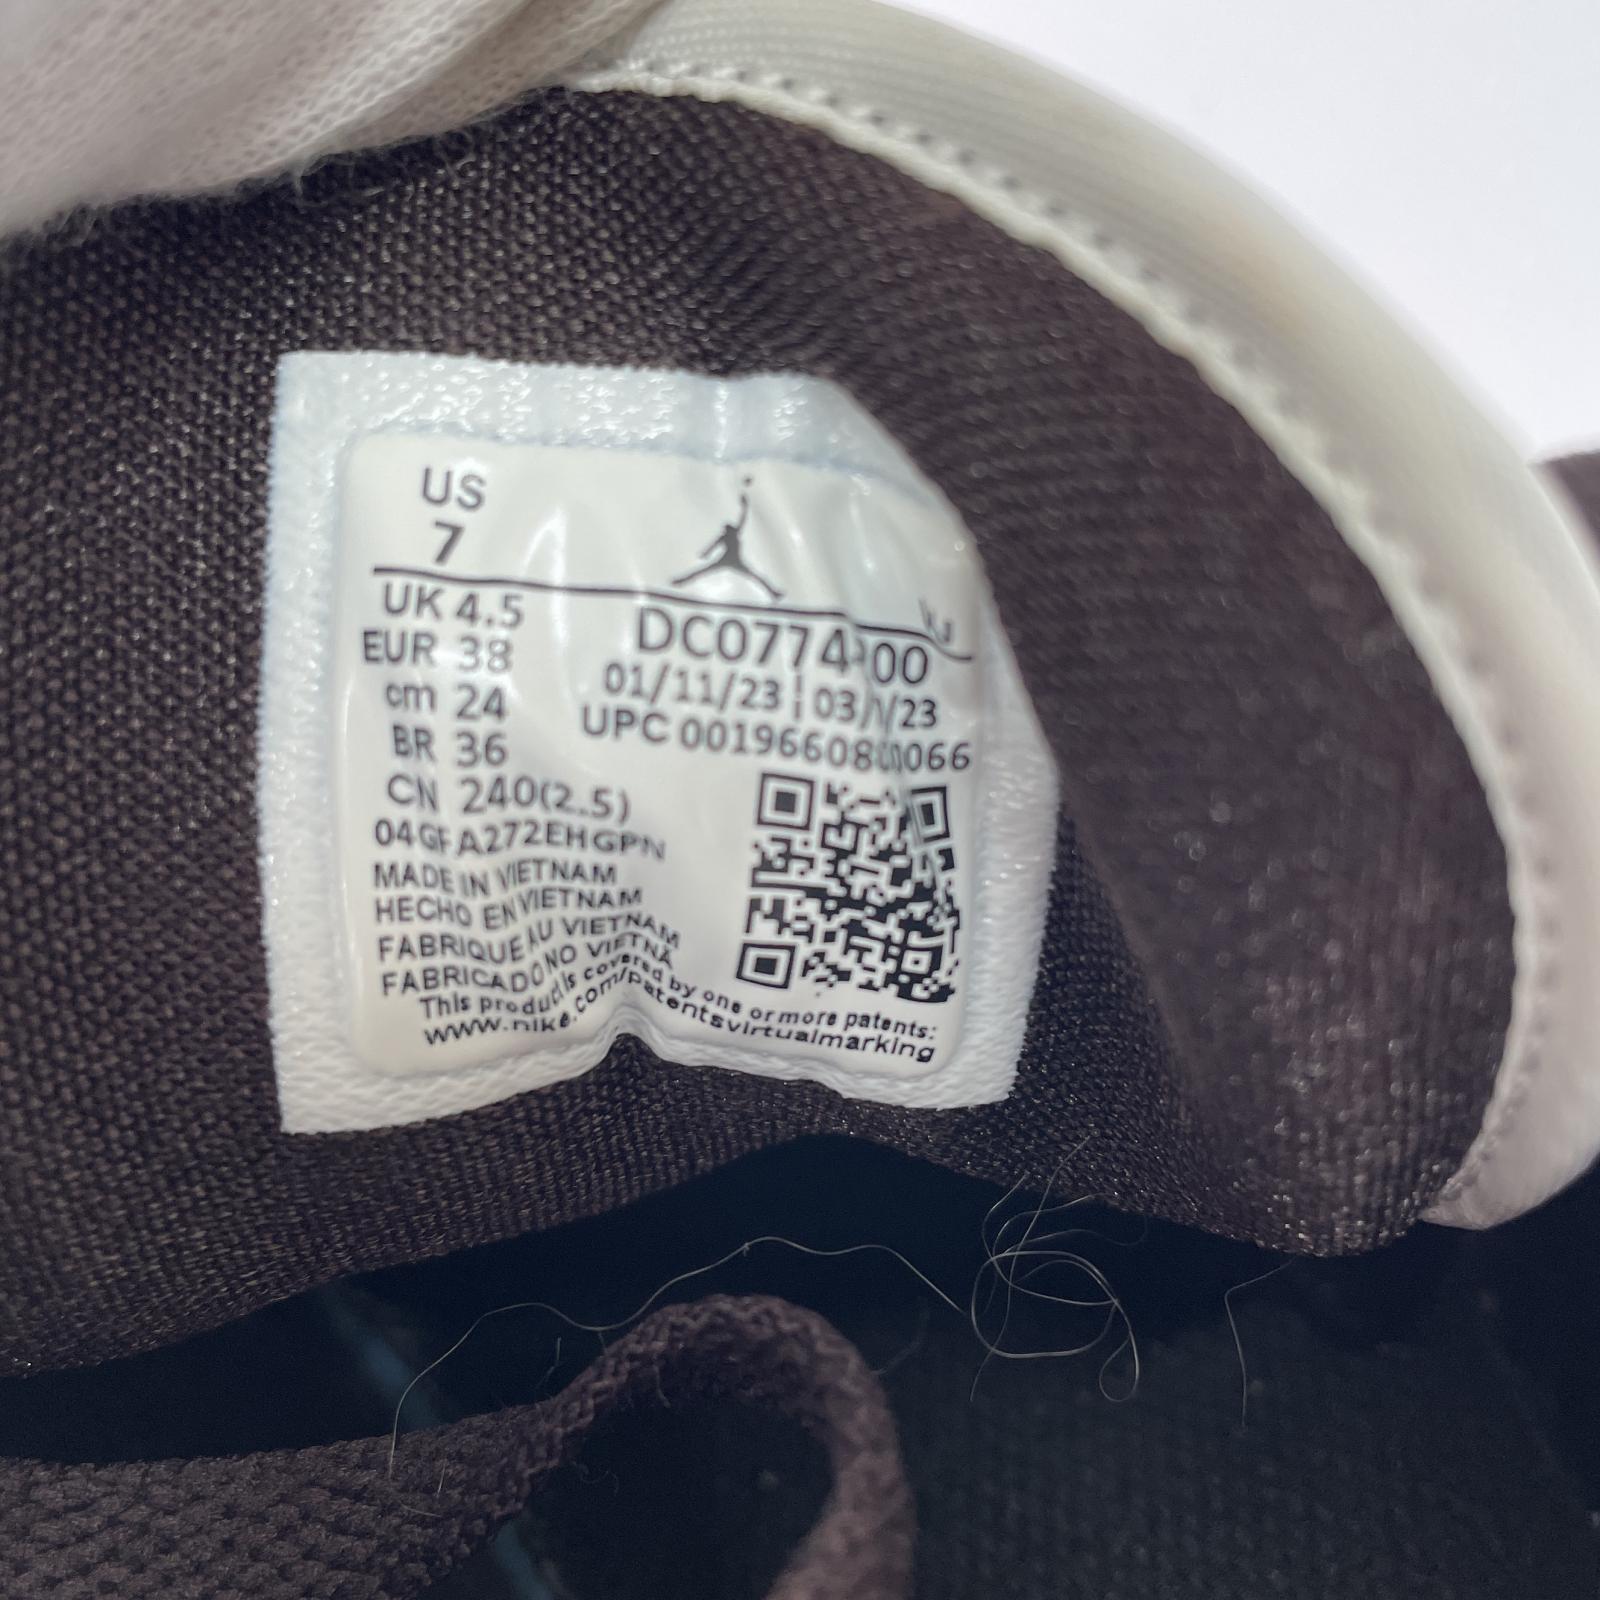 US
7
UK 4.5
EUR 38
cm 24
BR 36
CN 240(2.5)
01/11/23
UPC
04GFA272EHGPN
MADE IN VIETNAM
HECHO EN VIETNAM
FABRIQUE AU VIETNAM
FABRICADO NO VIETNÃ
This product is covered by one or more patents:
www.nike.com/patentsvirtualmarking